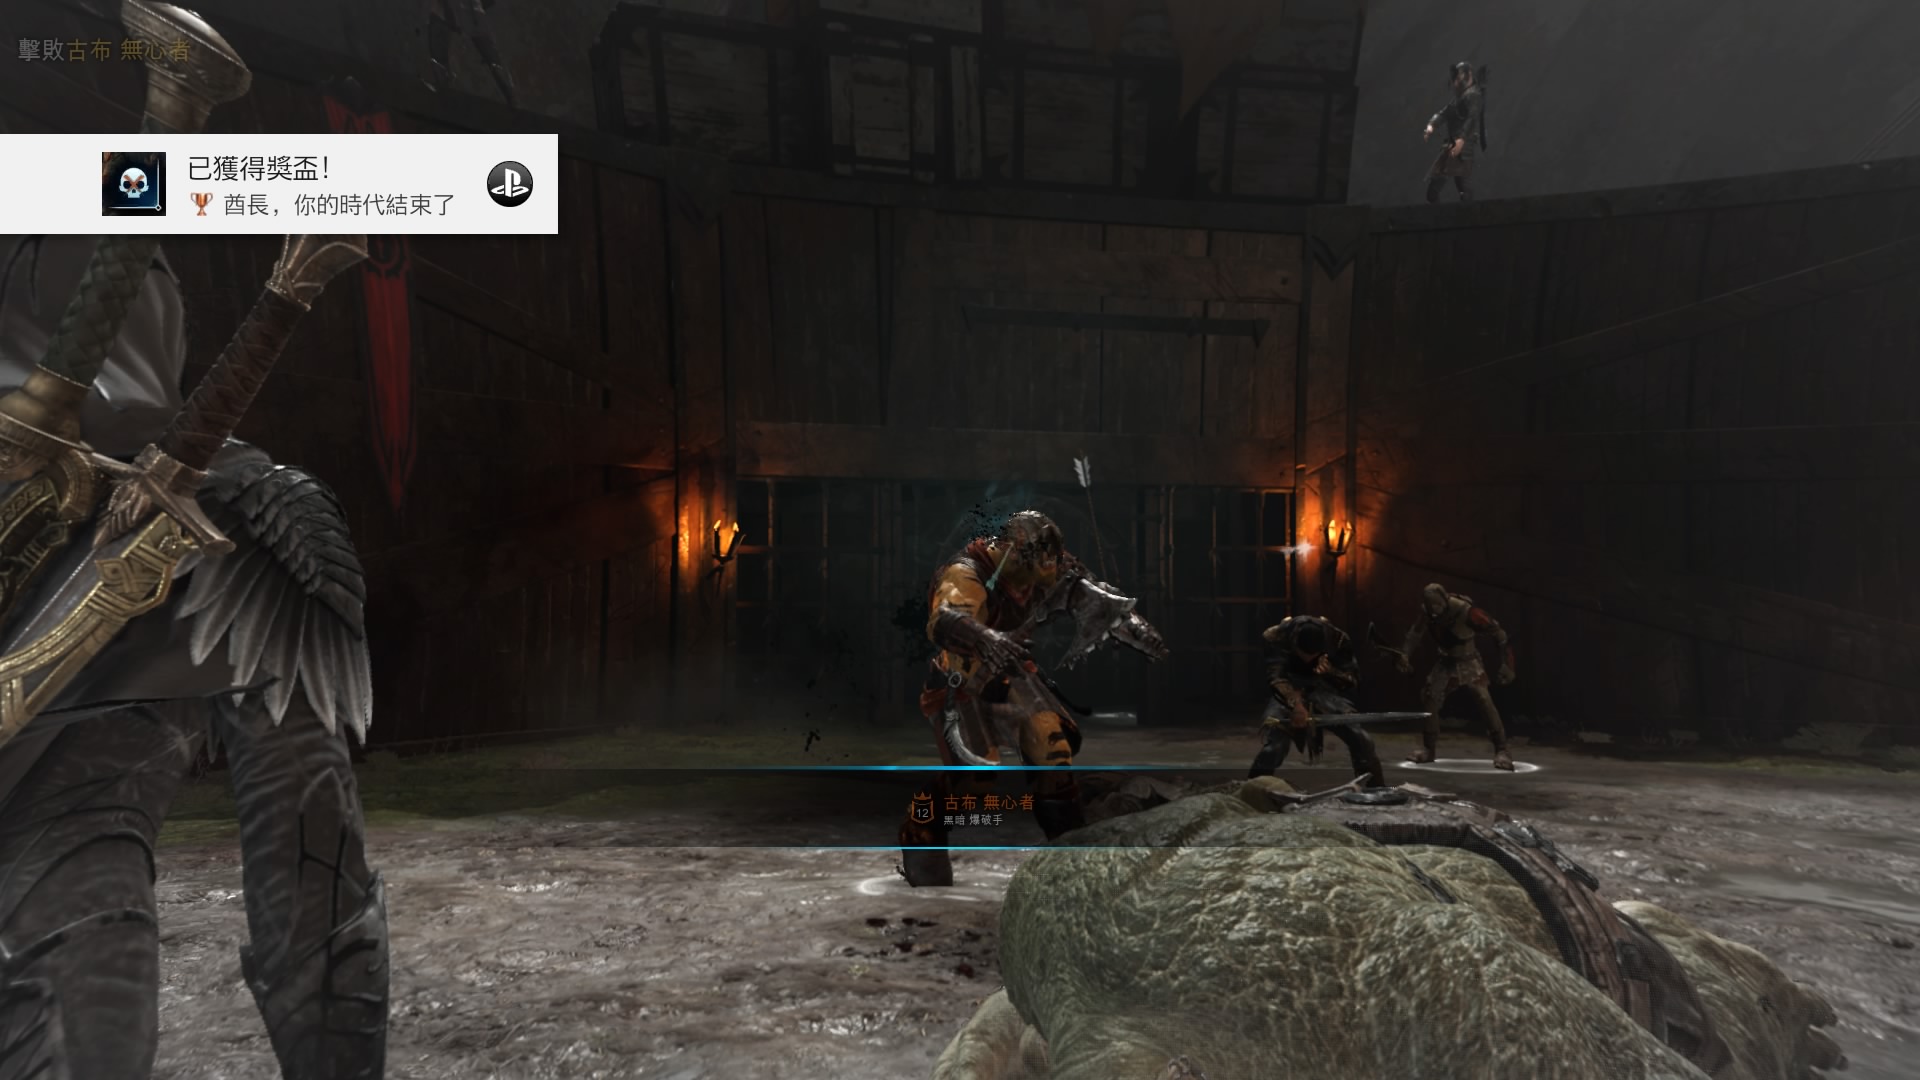 擊敗古布 無心者
已獲得獎盃！
酋長，你的時代結束了
12 古布 無心者
黑暗 爆破手